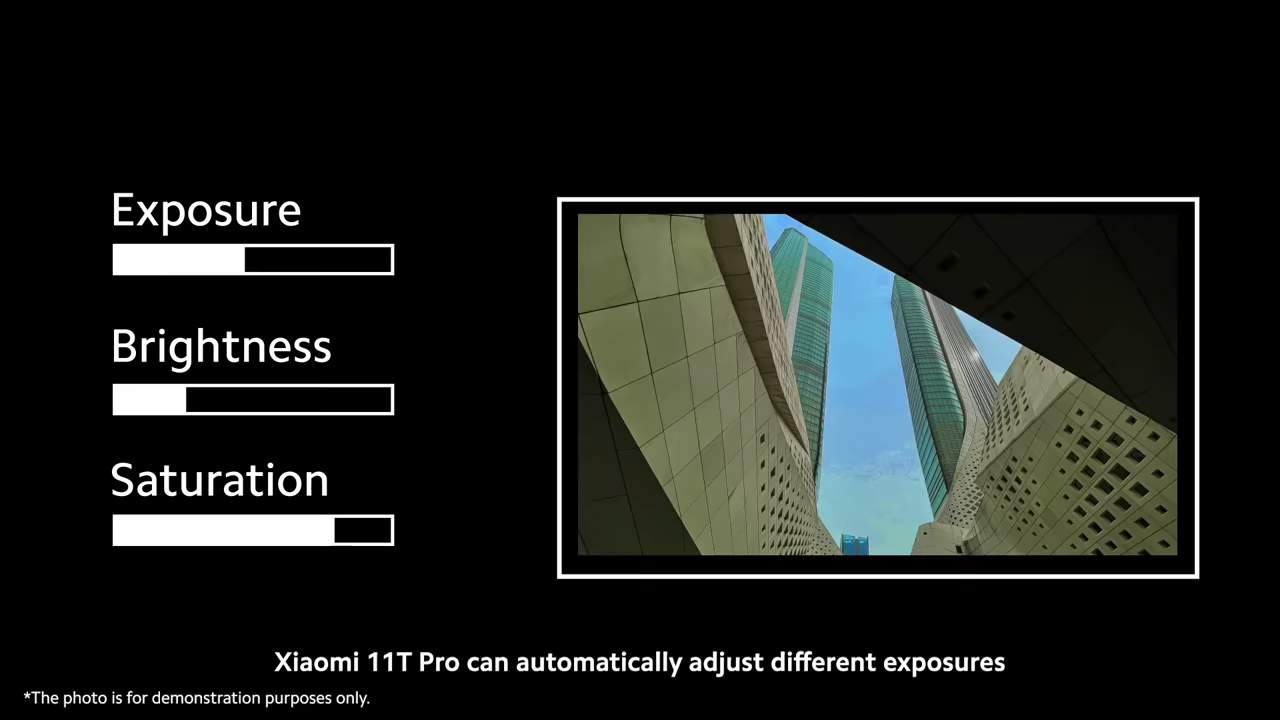 Exposure
Brightness
Saturation
Xiaomi 11T Pro can automatically adjust different exposures
*The photo is for demonstration purposes only.